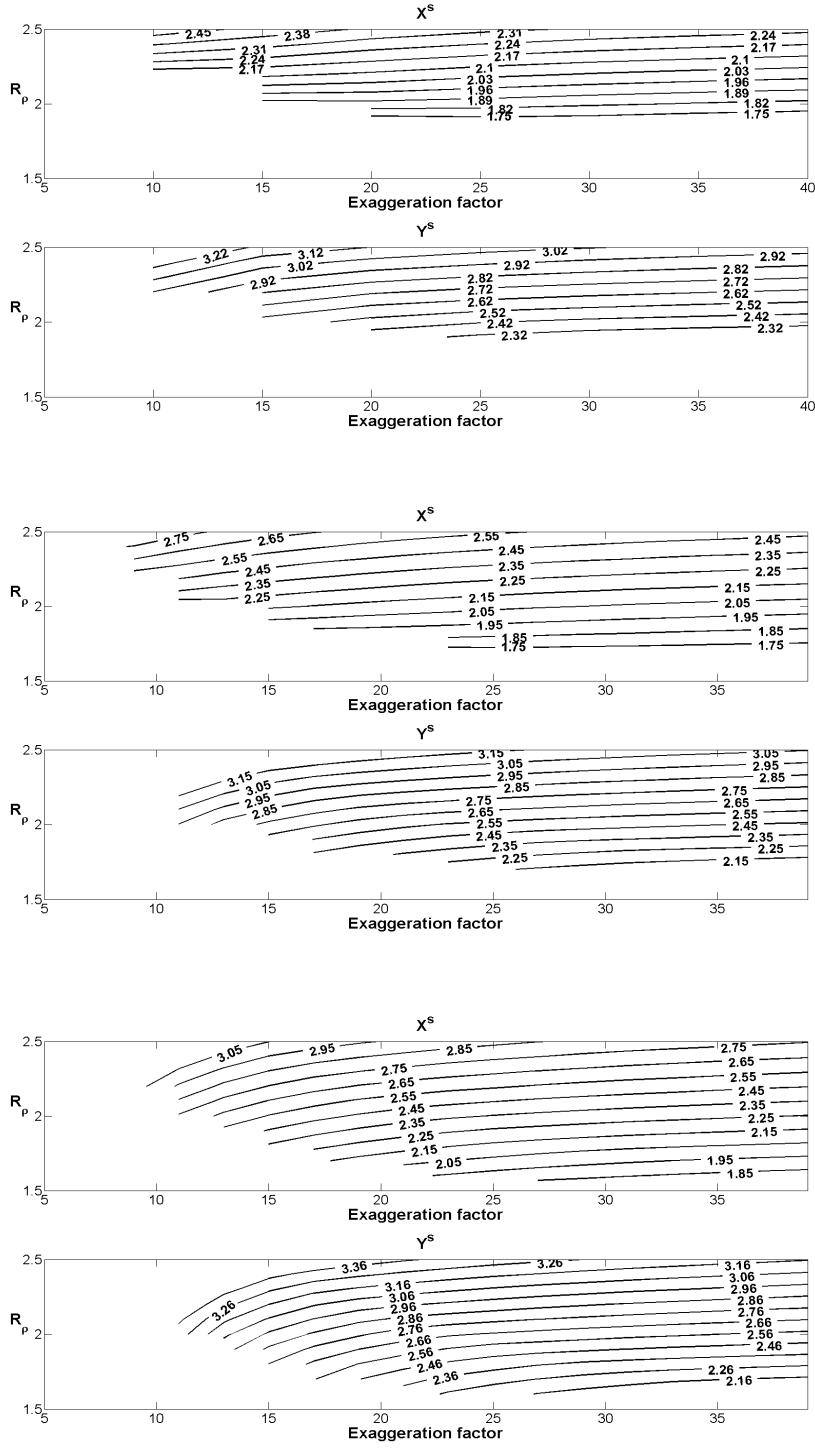 X^s
2.5
2
1.5
R_ρ
2.45 2.38 2.31 2.24
2.31 2.24 2.17
2.24 2.17 2.1
2.17 2.1 2.03
2.03 1.96
1.96 1.89
1.89 1.82
1.82 1.75
1.75
5 10 15 20 25 30 35 40
Exaggeration factor
Y^s
2.5
2
1.5
R_ρ
3.22 3.12 3.02 2.92
3.02 2.92 2.82
2.92 2.82 2.72
2.72 2.62
2.62 2.52
2.52 2.42
2.42 2.32
2.32
5 10 15 20 25 30 35 40
Exaggeration factor
X^s
2.5
2
1.5
R_ρ
2.75 2.65 2.55 2.45
2.55 2.45 2.35
2.45 2.35 2.25
2.35 2.25 2.15
2.25 2.15 2.05
2.05 1.95
1.95 1.85
1.85 1.75
1.75
5 10 15 20 25 30 35
Exaggeration factor
Y^s
2.5
2
1.5
R_ρ
3.15 3.15 3.05
3.05 3.05 2.95
2.95 2.95 2.85
2.85 2.85 2.75
2.75 2.65
2.65 2.55
2.55 2.45
2.45 2.35
2.35 2.25
2.25 2.15
5 10 15 20 25 30 35
Exaggeration factor
X^s
2.5
2
1.5
R_ρ
3.05 2.95 2.85 2.75
2.75 2.65
2.65 2.55
2.55 2.45
2.45 2.35
2.35 2.25
2.25 2.15
2.15 1.95
2.05 1.85
5 10 15 20 25 30 35
Exaggeration factor
Y^s
2.5
2
1.5
R_ρ
3.36 3.26 3.16
3.26 3.16 3.06
3.06 2.96
2.96 2.86
2.86 2.76
2.76 2.66
2.66 2.56
2.56 2.46
2.46 2.26
2.36 2.16
5 10 15 20 25 30 35
Exaggeration factor